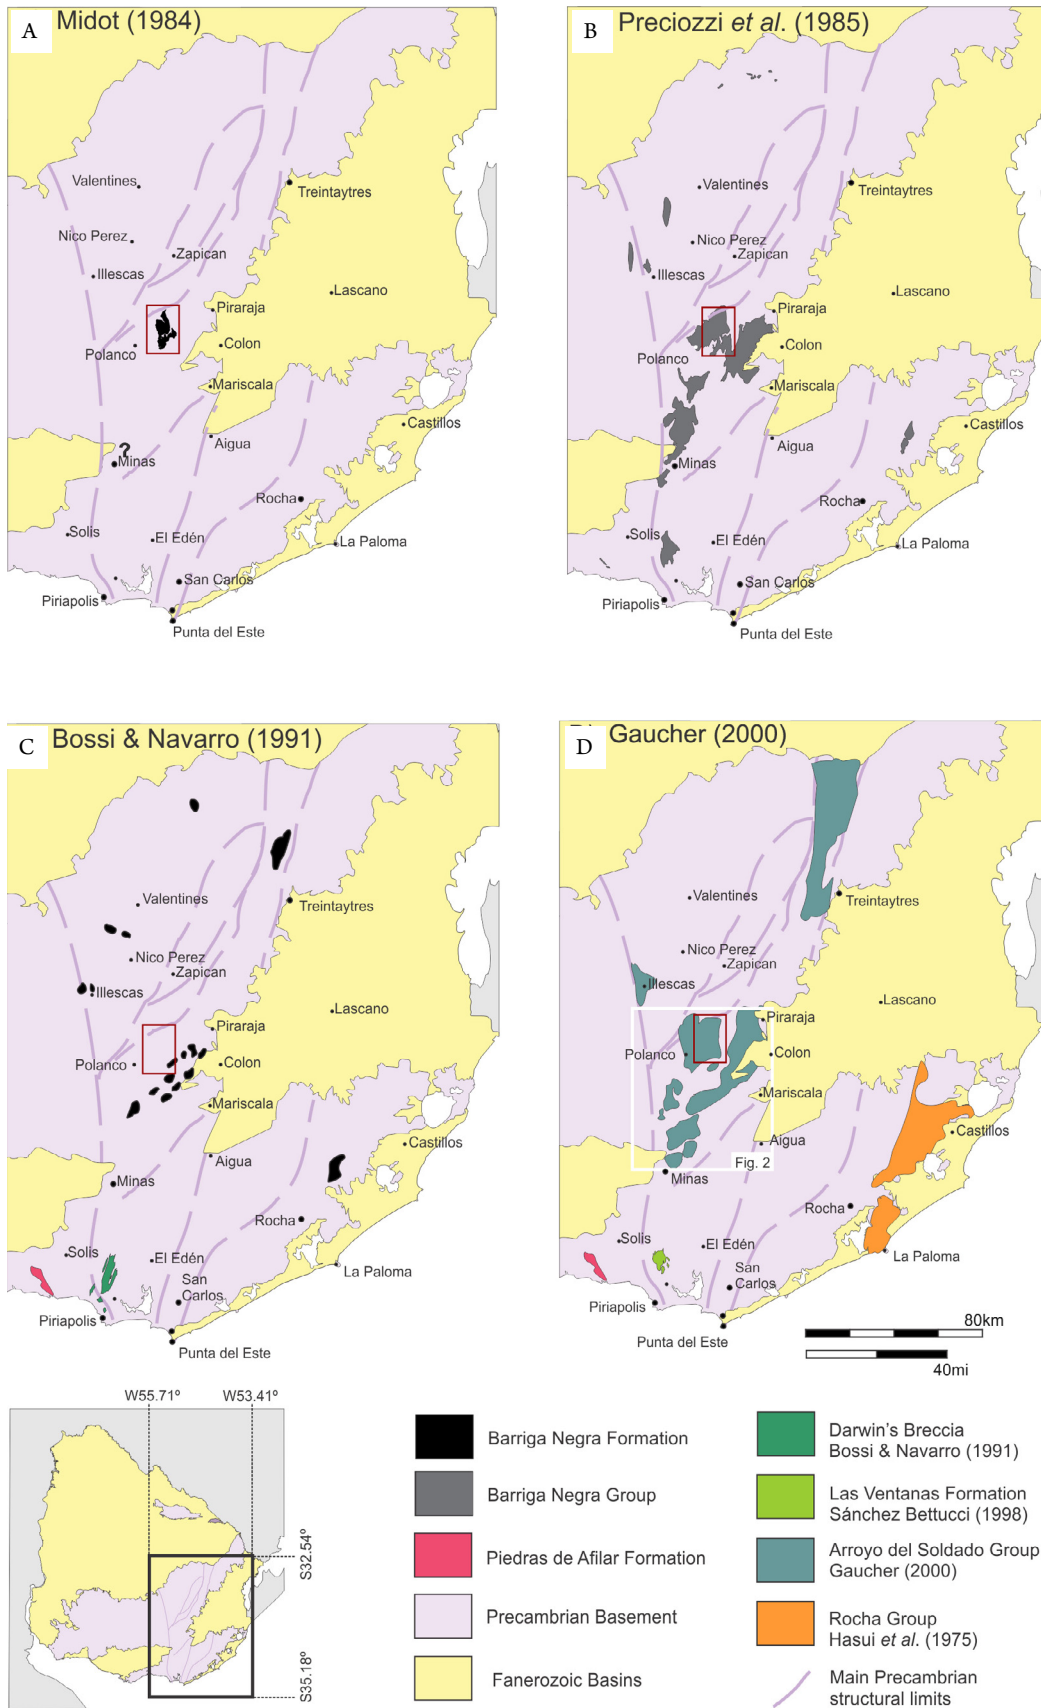 A
Midot (1984)
Valentines
Treintaytres
Nico Perez
Zapican
Illescas
Lascano
Piraraja
Polanco
Colon
Mariscala
Castillos
Aigua
?
Minas
Rocha
Solis
El Edén
La Paloma
San Carlos
Piriapolis
Punta del Este
B
Preciozzi et al. (1985)
Valentines
Treintaytres
Nico Perez
Zapican
Illescas
Lascano
Piraraja
Polanco
Colon
Mariscala
Castillos
Aigua
Minas
Rocha
Solis
El Edén
La Paloma
San Carlos
Piriapolis
Punta del Este
C
Bossi & Navarro (1991)
Valentines
Treintaytres
Nico Perez
Zapican
Illescas
Lascano
Piraraja
Polanco
Colon
Mariscala
Castillos
Aigua
Minas
Rocha
Solis
El Edén
La Paloma
San
Carlos
Piriapolis
Punta del Este
D
Gaucher (2000)
Valentines
Treintaytres
Nico Perez
Zapican
Illescas
Lascano
Piraraja
Polanco
Colon
Mariscala
Castillos
Aigua
Fig. 2
Minas
Rocha
Solis
El Edén
La Paloma
San
Carlos
Piriapolis
Punta del Este
80km
40mi
W55.71º
W53.41º
S32.54º
S35.18º
Barriga Negra Formation
Barriga Negra Group
Piedras de Afilar Formation
Precambrian Basement
Fanerozoic Basins
Darwin's Breccia
Bossi & Navarro (1991)
Las Ventanas Formation
Sánchez Bettucci (1998)
Arroyo del Soldado Group
Gaucher (2000)
Rocha Group
Hasui et al. (1975)
Main Precambrian
structural limits